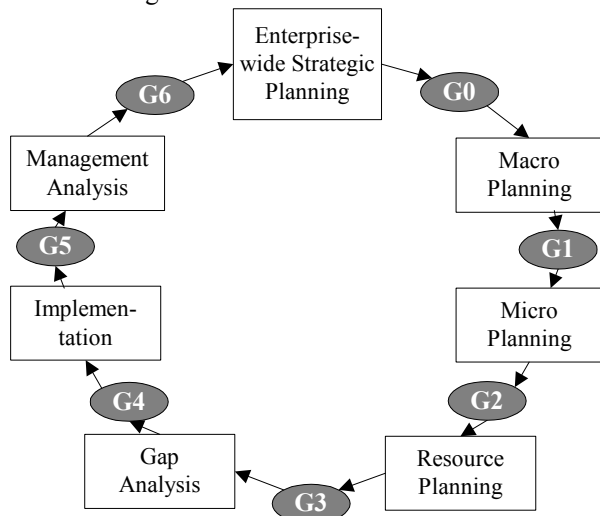 Enterprise-
wide Strategic
Planning
G0
Macro
Planning
G1
Micro
Planning
G2
Resource
Planning
G3
Gap
Analysis
G4
Implemen-
tation
G5
Management
Analysis
G6